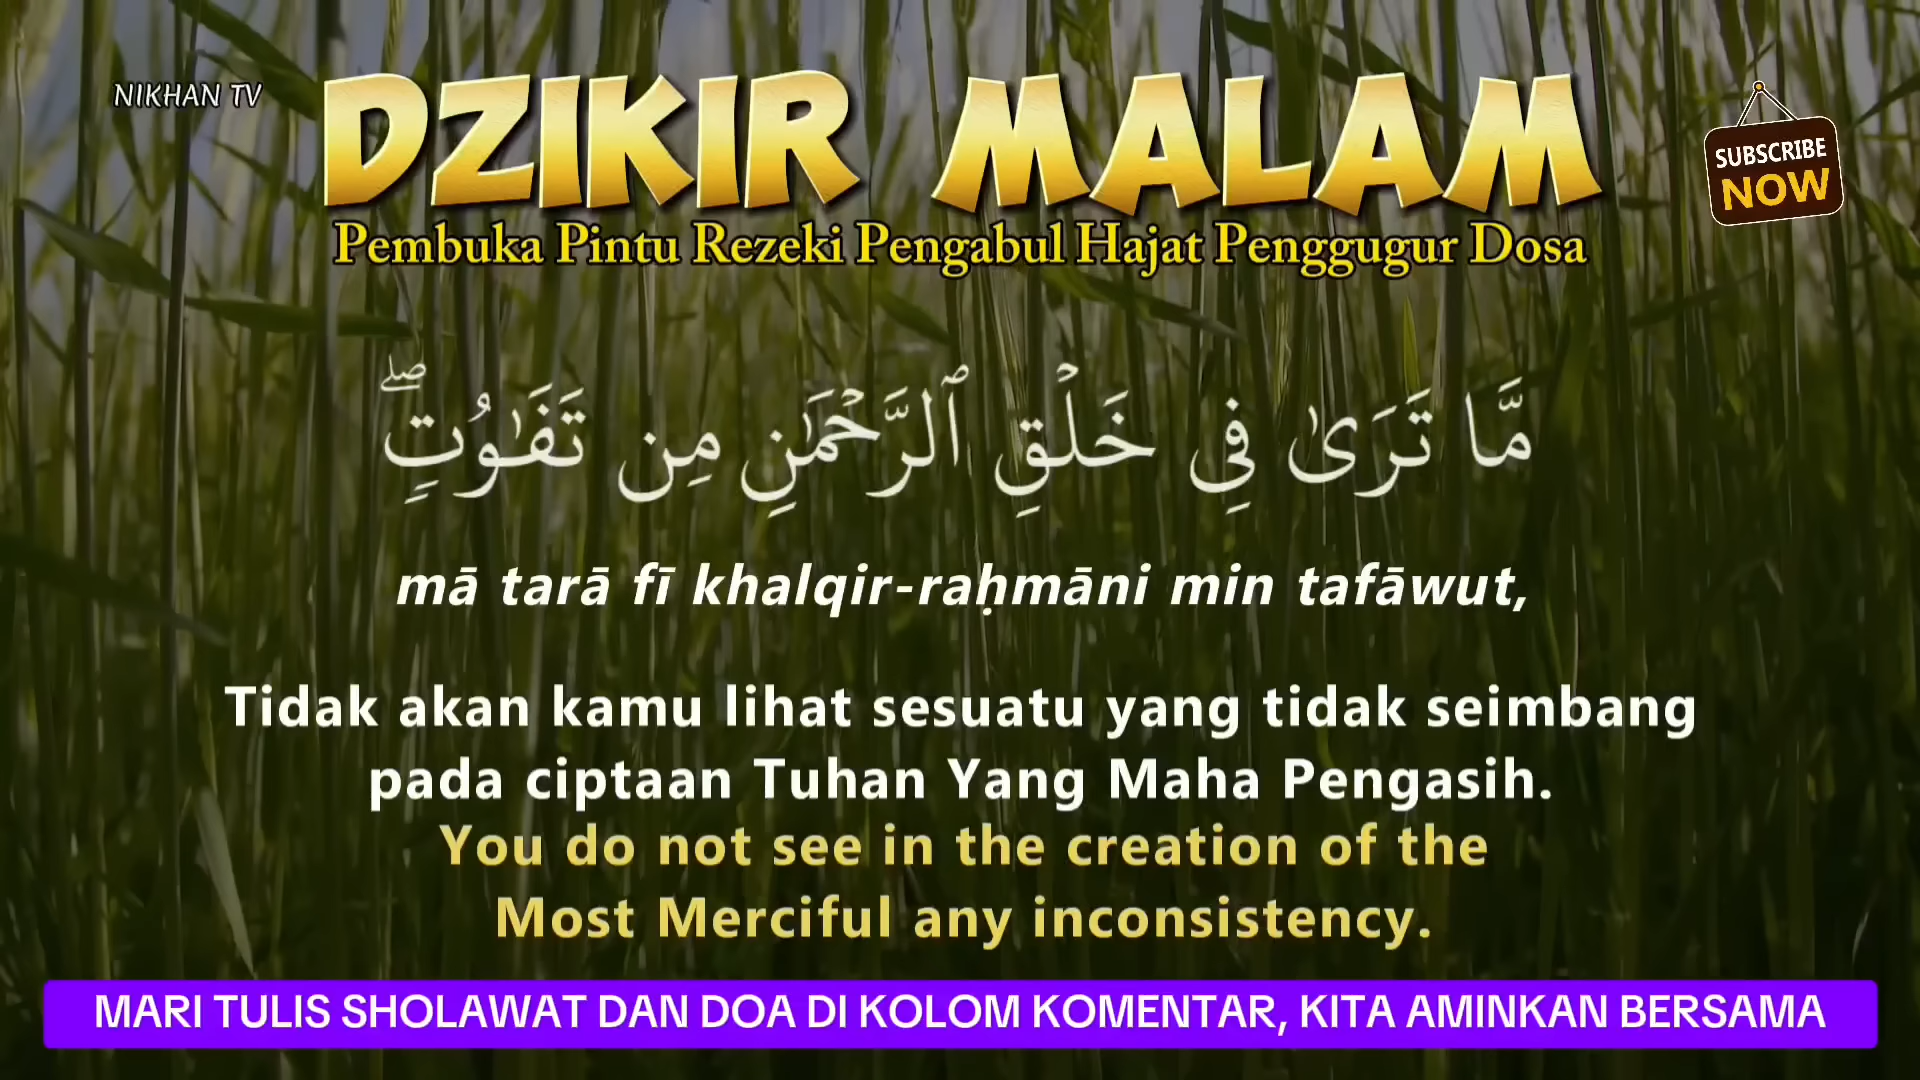 NIKHAN TV
DZIKIR MALAM
SUBSCRIBE
NOW
Pembuka Pintu Rezeki Pengabul Hajat Penggugur Dosa
مَّا تَرَىٰ فِي خَلْقِ ٱلرَّحْمَـٰنِ مِن تَفَـٰوُتٍۢ ۖ
mā tarā fī khalqir-raḥmāni min tafāwut,
Tidak akan kamu lihat sesuatu yang tidak seimbang
pada ciptaan Tuhan Yang Maha Pengasih.
You do not see in the creation of the
Most Merciful any inconsistency.
MARI TULIS SHOLAWAT DAN DOA DI KOLOM KOMENTAR, KITA AMINKAN BERSAMA